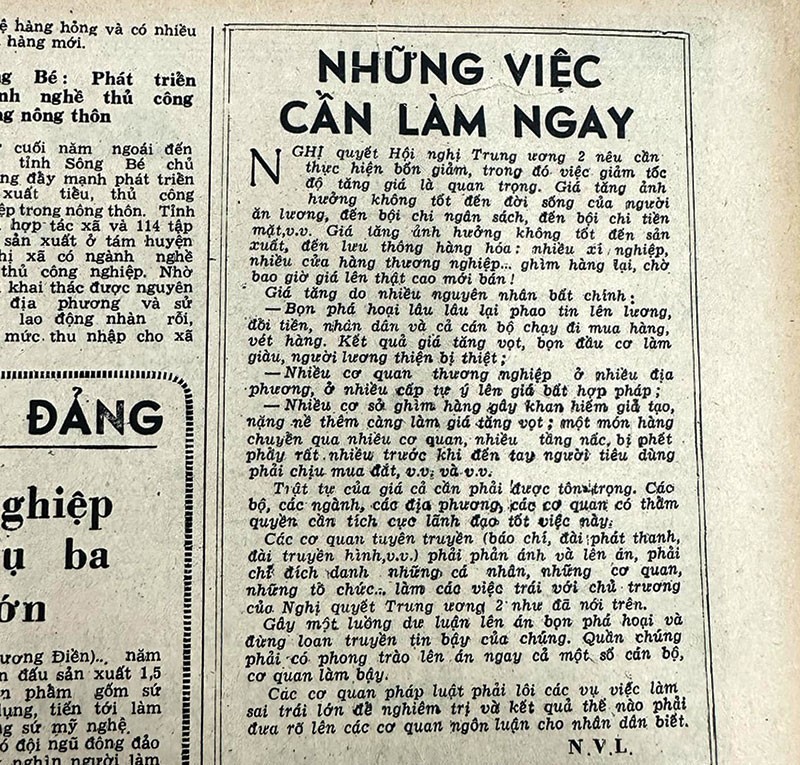 ệ hàng hỏng và có nhiều
hàng mới.
g Bé: Phát triển
nh nghề thủ công
g nông thôn
cuối năm ngoái đến
tỉnh Sông Bé chủ
ng đẩy mạnh phát triển
xuất tiểu, thủ công
ệp trong nông thôn. Tỉnh
hợp tác xã và 114 tập
sản xuất ở tám huyện
hị xã có ngành nghề
thủ công nghiệp. Nhờ
khai thác được nguyên
địa phương và sử
lao động nhàn rỗi,
mức thu nhập cho xã
ĐẢNG
ghiệp
ụ ba
ớn
ương Điền)... năm
n đấu sản xuất 1,5
n phẩm gốm sứ
dụng, tiến tới làm
g sứ mỹ nghệ.
ó đội ngũ đông đảo
nghìn người làm
NHỮNG VIỆC
CẦN LÀM NGAY
NGHỊ quyết Hội nghị Trung ương 2 nêu cần
thực hiện bốn giảm, trong đó việc giảm tốc
độ tăng giá là quan trọng. Giá tăng ảnh
hưởng không tốt đến đời sống của người
ăn lương, đến bội chi ngân sách, đến bội chi tiền
mặt,v.v. Giá tăng ảnh hưởng không tốt đến sản
xuất, đến lưu thông hàng hóa: nhiều xí nghiệp,
nhiều cửa hàng thương nghiệp... ghìm hàng lại, chờ
bao giờ giá lên thật cao mới bán!
Giá tăng do nhiều nguyên nhân bất chính:
— Bọn phá hoại lâu lâu lại phao tin lên lương,
đổi tiền, nhân dân và cả cán bộ chạy đi mua hàng,
vét hàng. Kết quả giá tăng vọt, bọn đầu cơ làm
giàu, người lương thiện bị thiệt;
— Nhiều cơ quan thương nghiệp ở nhiều địa
phương, ở nhiều cấp tự ý lên giá bất hợp pháp;
— Nhiều cơ sở ghìm hàng gây khan hiếm giả tạo,
nặng nề thêm càng làm giá tăng vọt; một món hàng
chuyển qua nhiều cơ quan, nhiều tầng nấc, bị phết
phẩy rất nhiều trước khi đến tay người tiêu dùng
phải chịu mua đắt, v.v. và v.v.
Trật tự của giá cả cần phải được tôn trọng. Các
bộ, các ngành, các địa phương, các cơ quan có thẩm
quyền cần tích cực lãnh đạo tốt việc này.
Các cơ quan tuyên truyền (báo chí, đài phát thanh,
đài truyền hình,v.v.) phải phản ánh và lên án, phải
chỉ đích danh những cá nhân, những cơ quan,
những tổ chức... làm các việc trái với chủ trương
của Nghị quyết Trung ương 2 như đã nói trên.
Gây một luồng dư luận lên án bọn phá hoại và
đừng loan truyền tin bậy của chúng. Quần chúng
phải có phong trào lên án ngay cả một số cán bộ,
cơ quan làm bậy.
Các cơ quan pháp luật phải lôi các vụ việc làm
sai trái lớn để nghiêm trị và kết quả thế nào phải
đưa rõ lên các cơ quan ngôn luận cho nhân dân biết.
N.V.L.